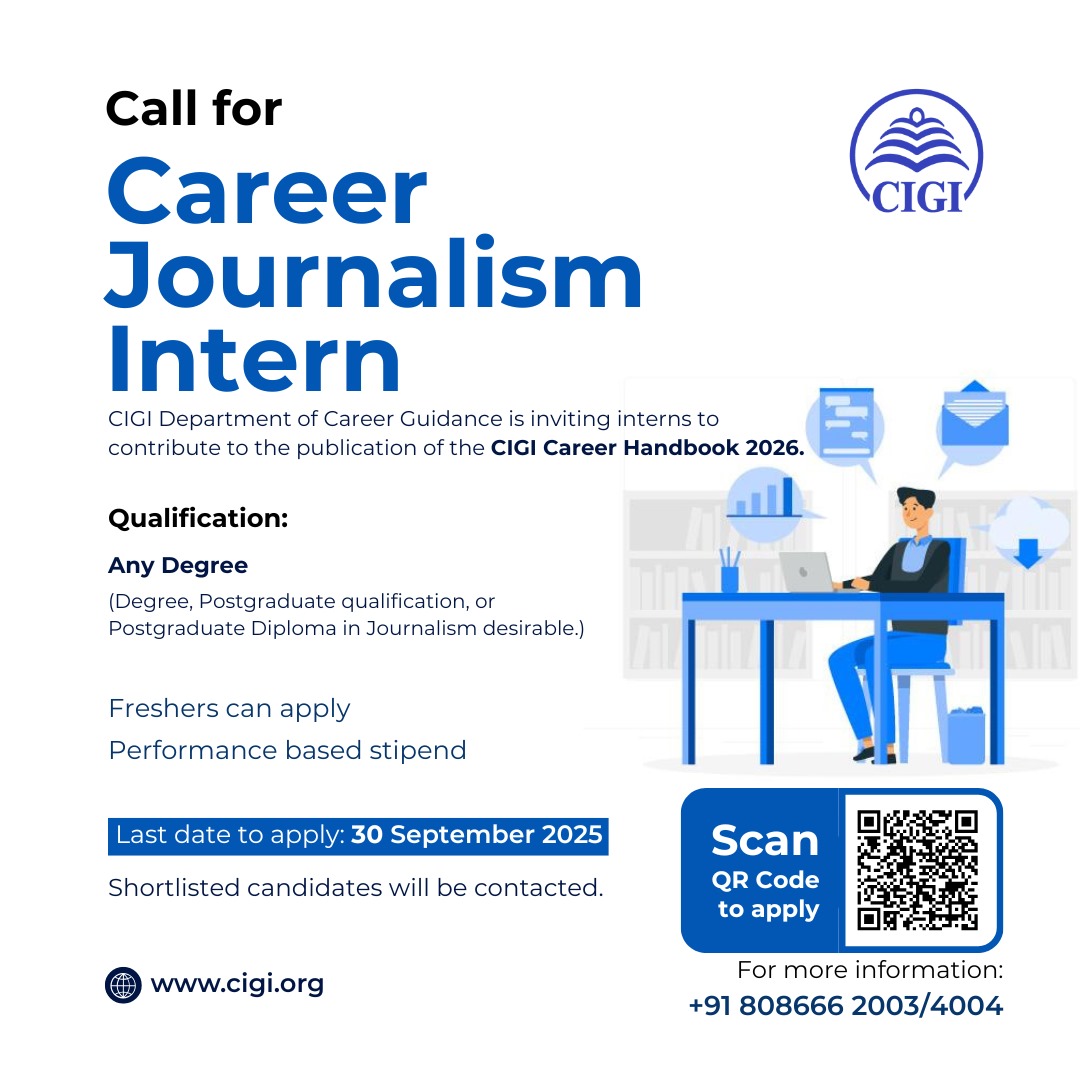 Call for
CIGI
Career
Journalism
Intern
CIGI Department of Career Guidance is inviting interns to
contribute to the publication of the CIGI Career Handbook 2026.
Qualification:
Any Degree
(Degree, Postgraduate qualification, or
Postgraduate Diploma in Journalism desirable.)
Freshers can apply
Performance based stipend
Last date to apply: 30 September 2025
Shortlisted candidates will be contacted.
Scan
QR Code
to apply
www.cigi.org
For more information:
+91 808666 2003/4004